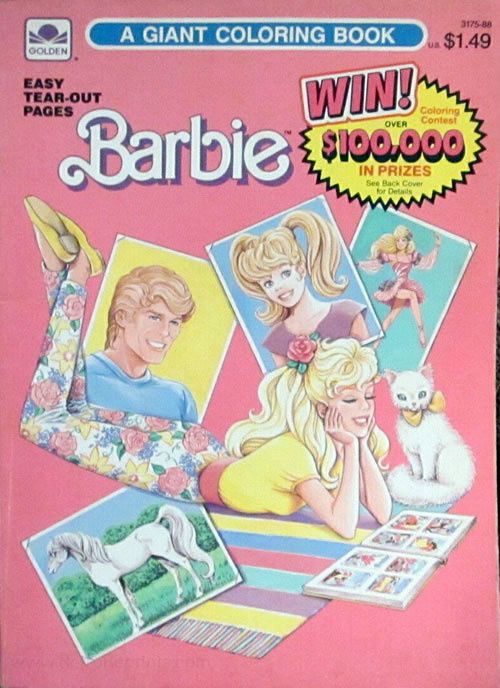 GOLDEN
A GIANT COLORING BOOK
3175-86
U.S. $1.49
EASY
TEAR-OUT
PAGES
Barbie™
WIN!
Coloring
Contest
OVER
$100,000
IN PRIZES
See Back Cover
for Details